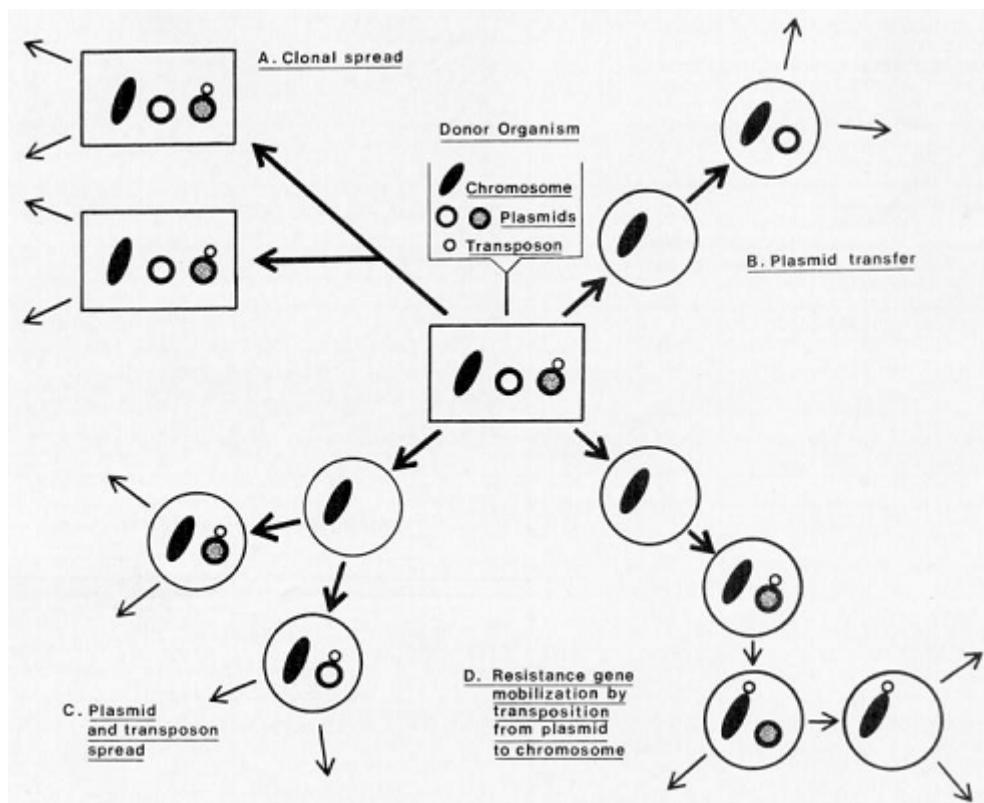 A. Clonal spread
Donor Organism
Chromosome
Plasmids
Transposon
B. Plasmid transfer
C. Plasmid
and transposon
spread
D. Resistance gene
mobilization by
transposition
from plasmid
to chromosome